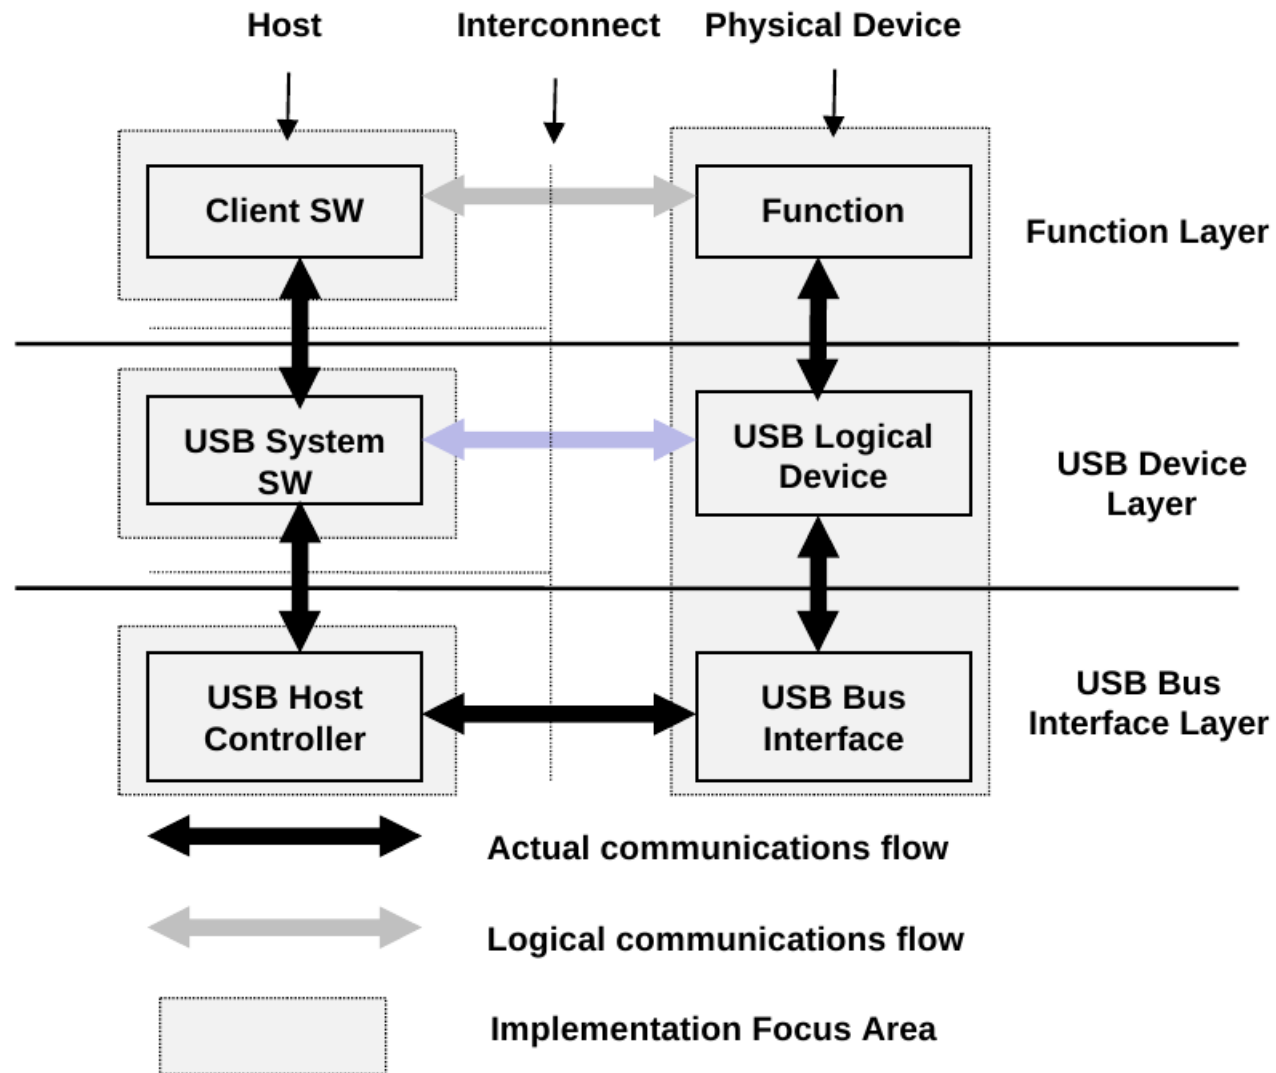 Host
Interconnect
Physical Device
Client SW
Function
Function Layer
USB System
SW
USB Logical
Device
USB Device
Layer
USB Host
Controller
USB Bus
Interface
USB Bus
Interface Layer
Actual communications flow
Logical communications flow
Implementation Focus Area